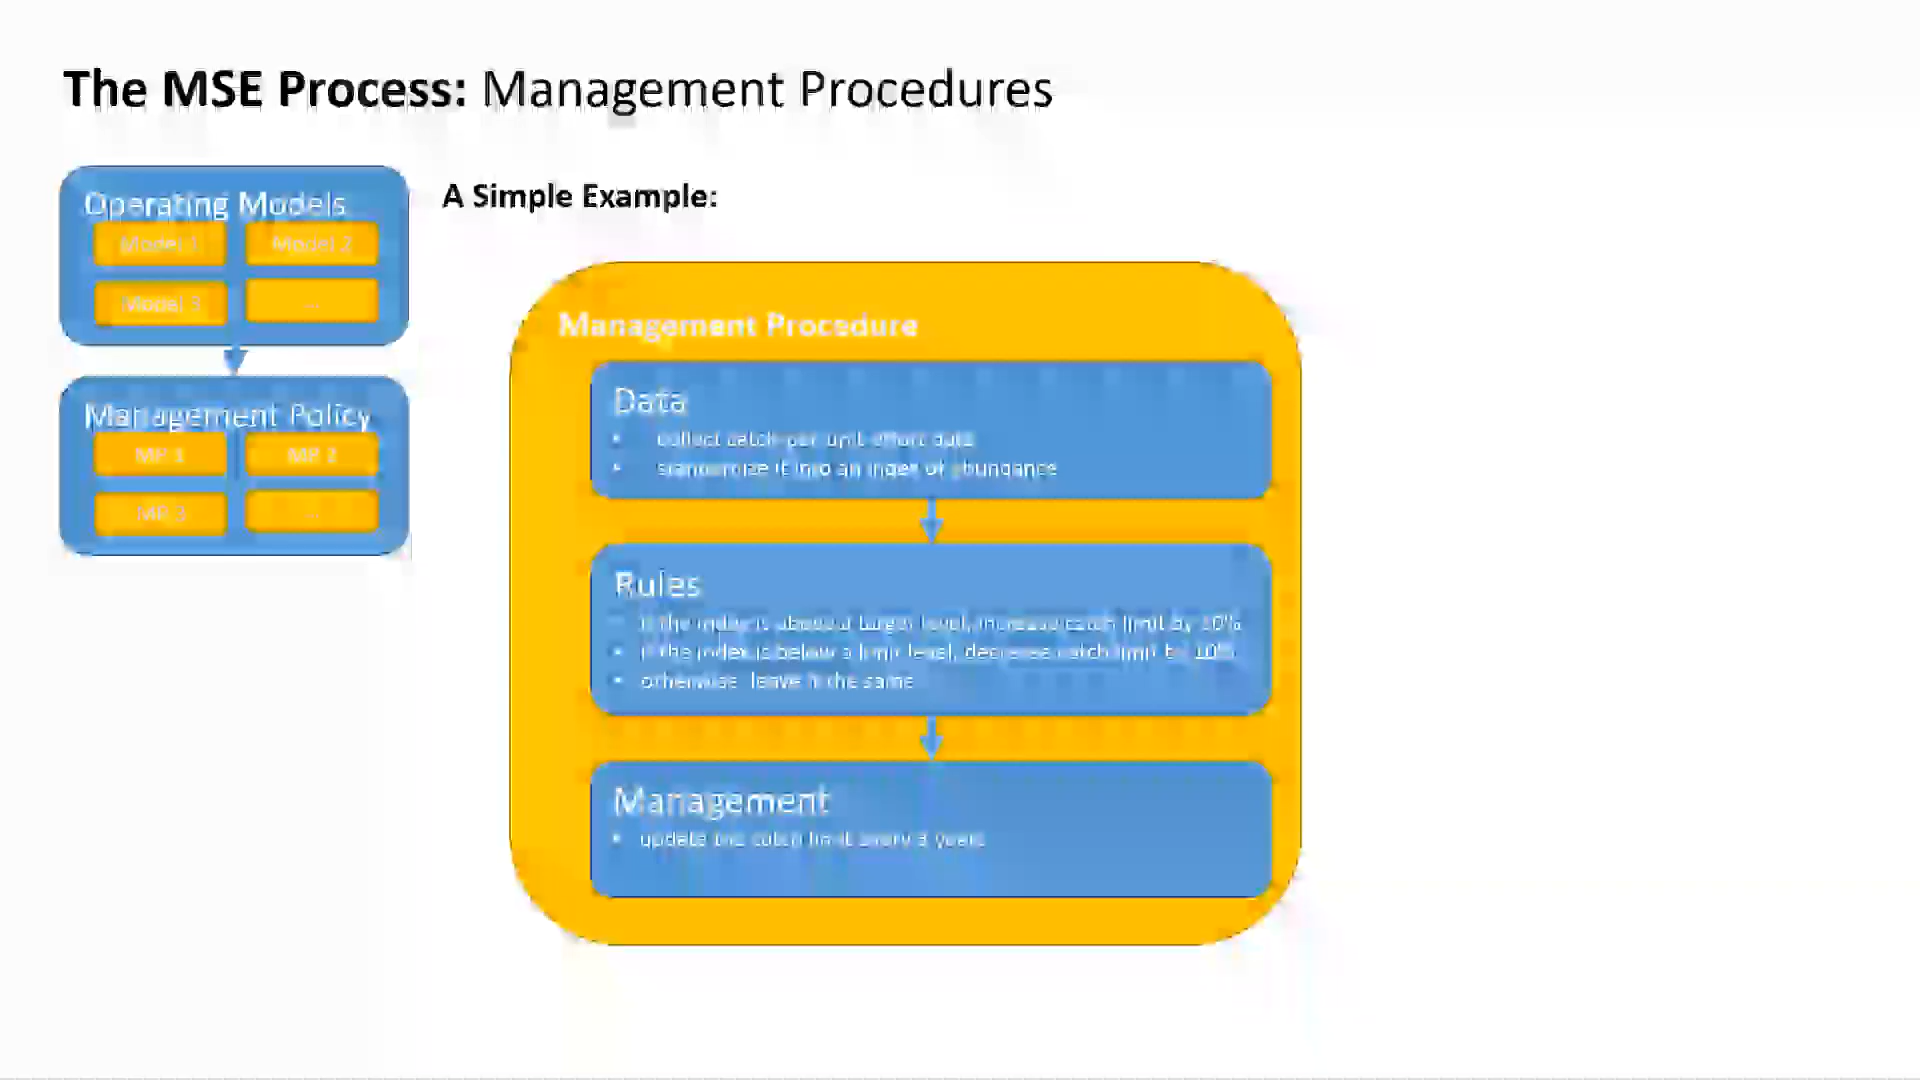 The MSE Process: Management Procedures
Operating Models
Model 1
Model 2
Model 3
...
Management Policy
MP 1
MP 2
MP 3
...
A Simple Example:
Management Procedure
Data
• collect catch-per-unit-effort data
• standardize it into an index of abundance
Rules
• if the index is above a target level, increase catch limit by 10%
• if the index is below a limit level, decrease catch limit by 10%
• otherwise, leave it the same
Management
• update the catch limit every 3 years